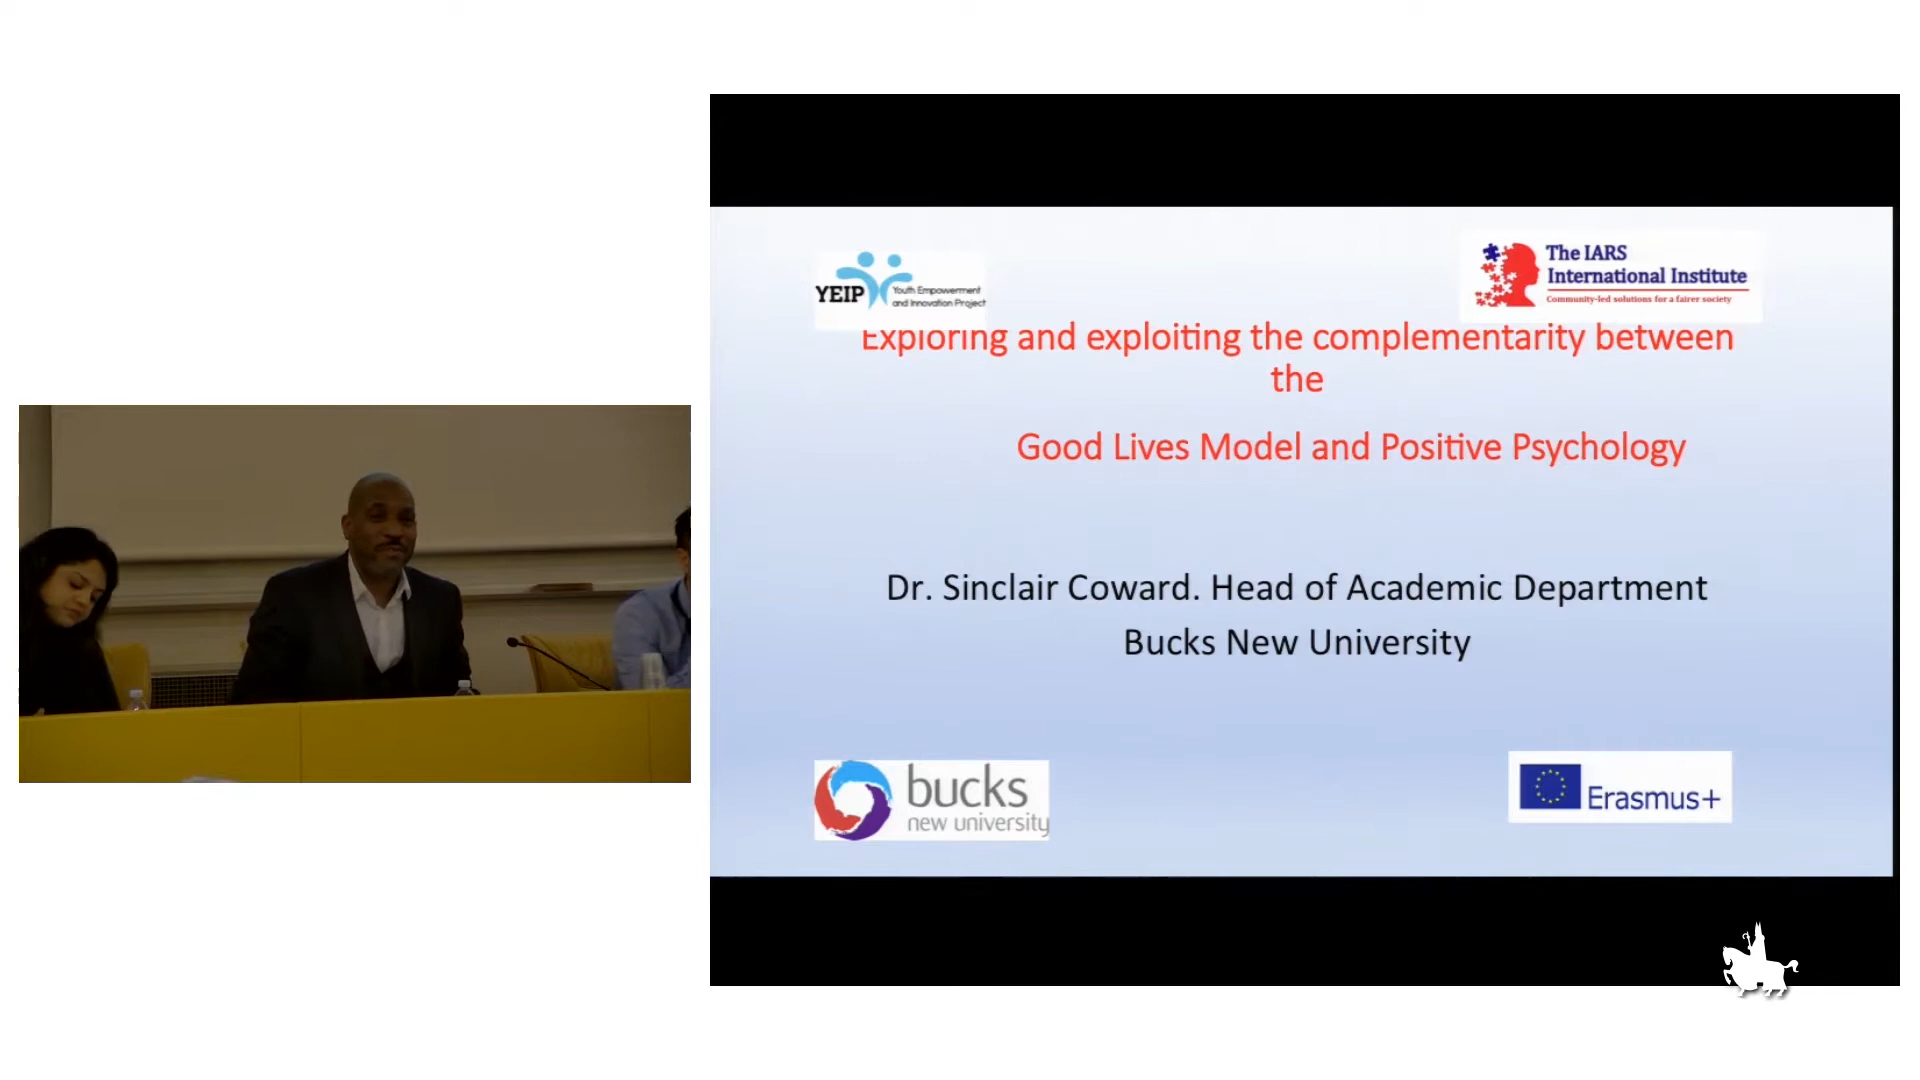 YEIP
Youth Empowerment
and Innovation Project
The IARS
International Institute
Community-led solutions for a fairer society
Exploring and exploiting the complementarity between
the
Good Lives Model and Positive Psychology
Dr. Sinclair Coward. Head of Academic Department
Bucks New University
bucks
new university
Erasmus+